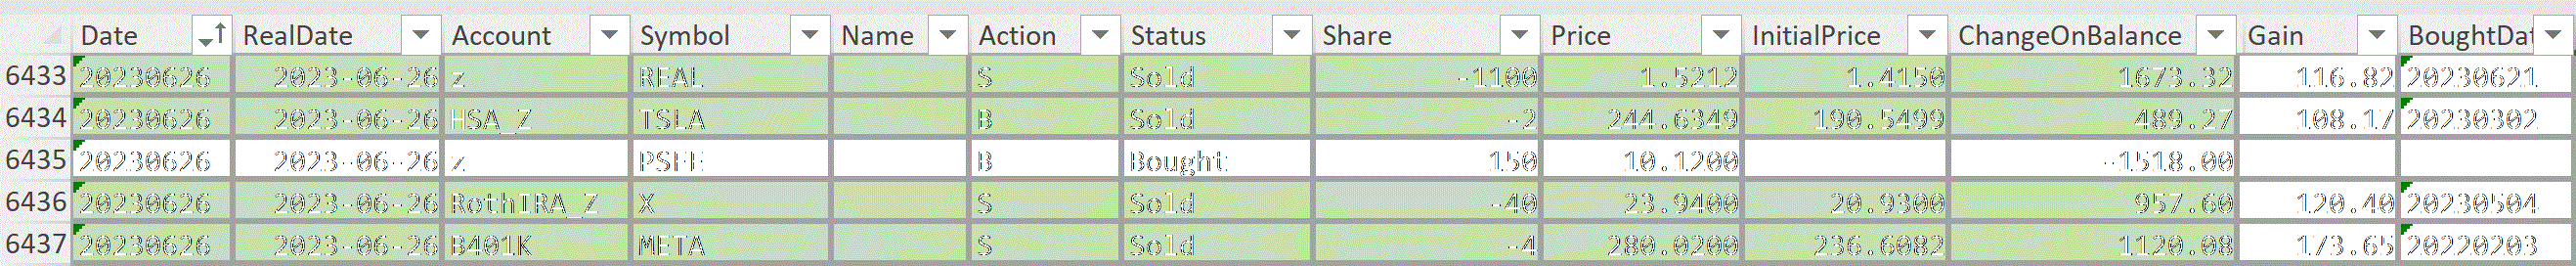 Date RealDate Account Symbol Name Action Status Share Price InitialPrice ChangeOnBalance Gain BoughtDat
6433 20230626 2023-06-26 z REAL S Sold -1100 1.5212 1.4150 1673.32 116.82 20230621
6434 20230626 2023-06-26 HSA_Z TSLA B Sold -2 244.6349 190.5499 489.27 108.17 20230302
6435 20230626 2023-06-26 z PSFE B Bought 150 10.1200 -1518.00
6436 20230626 2023-06-26 RothIRA_Z X S Sold -40 23.9400 20.9300 957.60 120.40 20230504
6437 20230626 2023-06-26 B401K META S Sold -4 280.0200 236.6082 1120.08 173.65 20220203